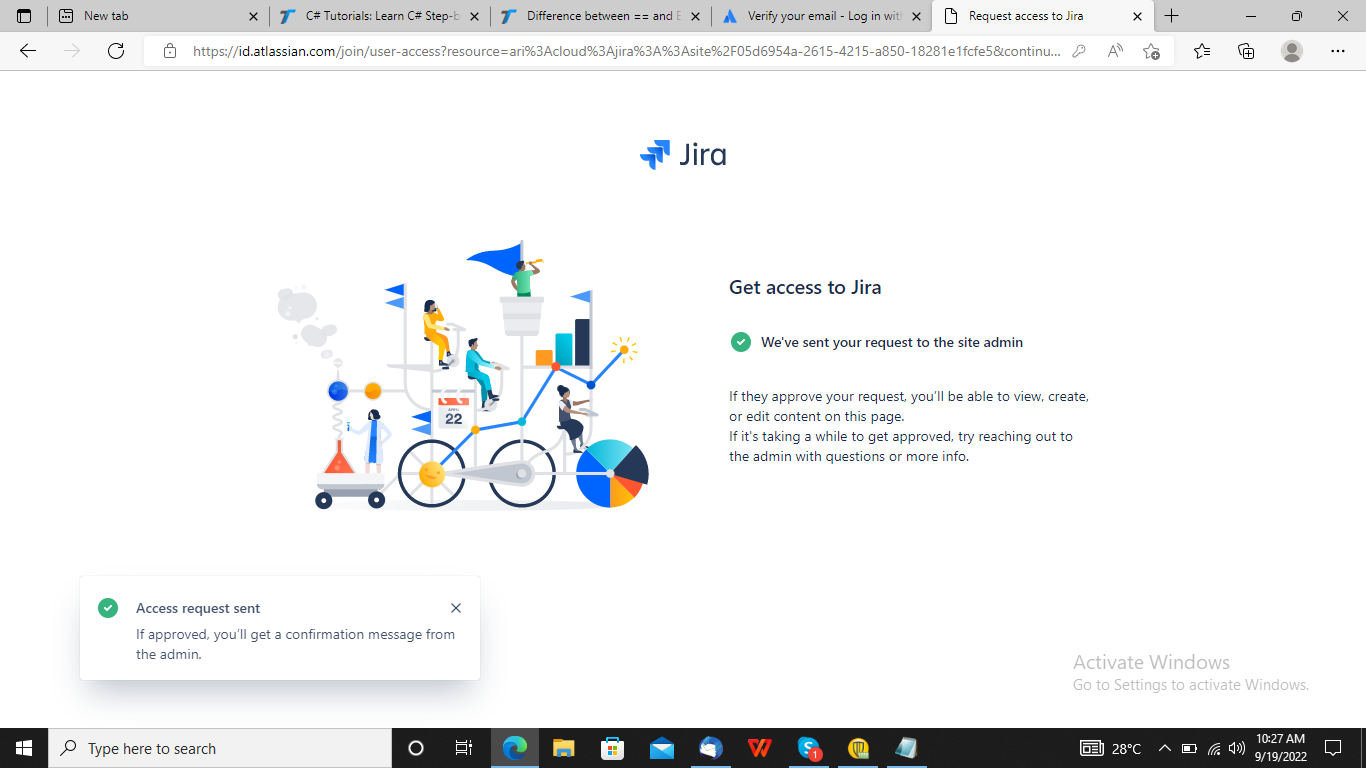 New tab
C# Tutorials: Learn C# Step-b
Difference between == and E
Verify your email - Log in with
Request access to Jira
https://id.atlassian.com/join/user-access?resource=ari%3Acloud%3Ajira%3A%3Asite%2F05d6954a-2615-4215-a850-18281e1fcfe5&continu...
Jira
Get access to Jira
We've sent your request to the site admin
If they approve your request, you'll be able to view, create,
or edit content on this page.
If it's taking a while to get approved, try reaching out to
the admin with questions or more info.
APRIL
22
Access request sent
If approved, you'll get a confirmation message from
the admin.
Activate Windows
Go to Settings to activate Windows.
Type here to search
1
28°C
10:27 AM
9/19/2022